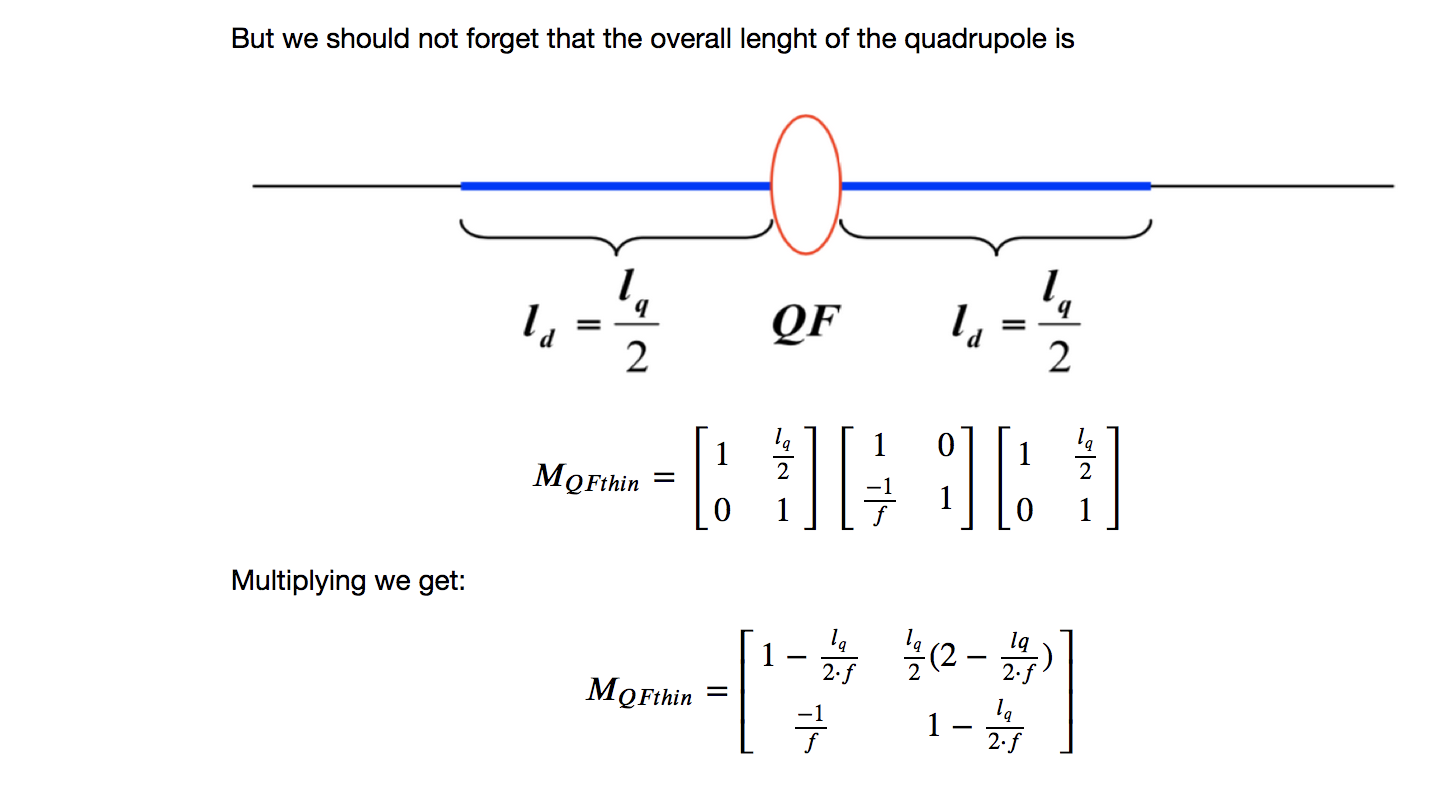 But we should not forget that the overall lenght of the quadrupole is
l_d = l_q/2 QF l_d = l_q/2
M_QFthin = [1 l_q/2; 0 1] [1 0; -1/f 1] [1 l_q/2; 0 1]
Multiplying we get:
M_QFthin = [1 − l_q/2·f l_q/2(2 − lq/2·f); -1/f 1 − l_q/2·f]